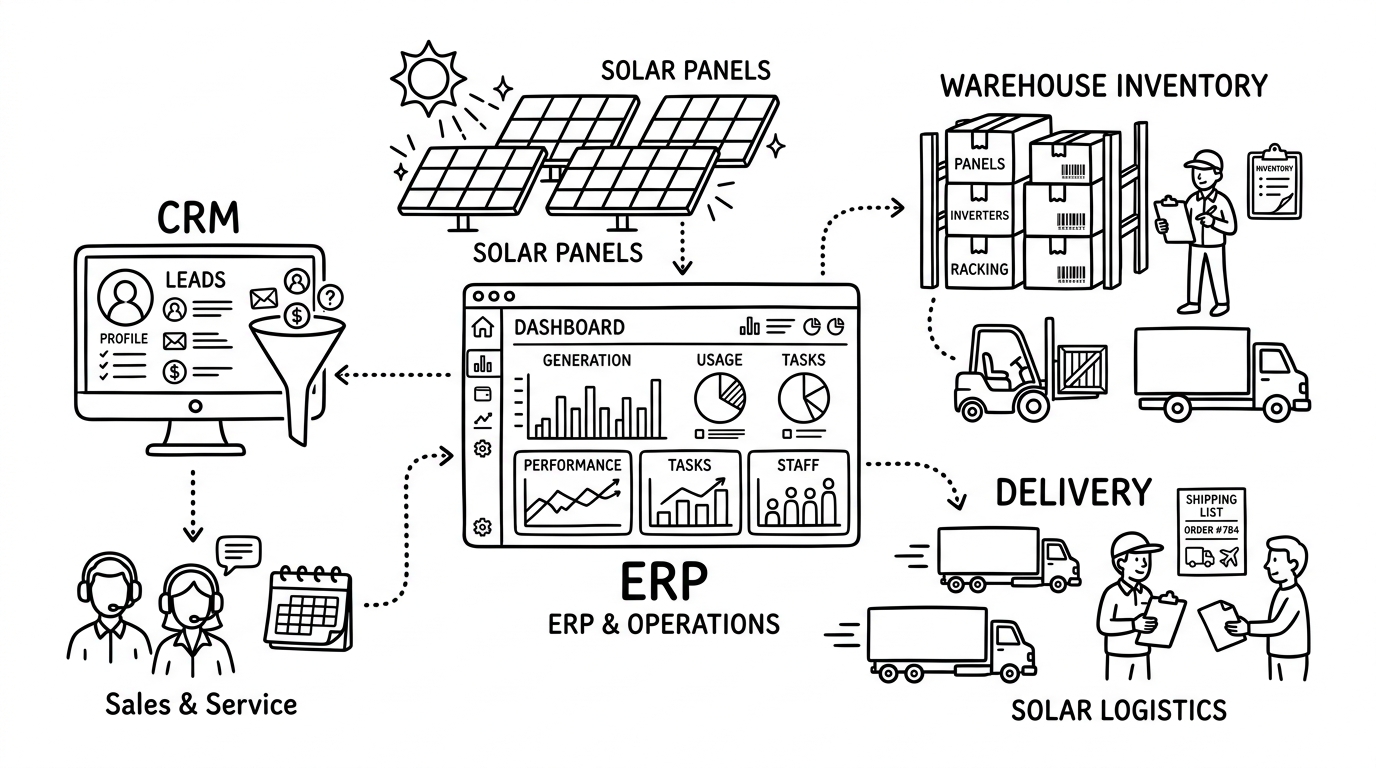 SOLAR PANELS
SOLAR PANELS
CRM
LEADS
PROFILE
?
$
$
WAREHOUSE INVENTORY
PANELS
INVERTERS
RACKING
INVENTORY
DASHBOARD
GENERATION
USAGE
TASKS
PERFORMANCE
TASKS
STAFF
ERP
ERP & OPERATIONS
Sales & Service
DELIVERY
SHIPPING
LIST
ORDER #784
SOLAR LOGISTICS